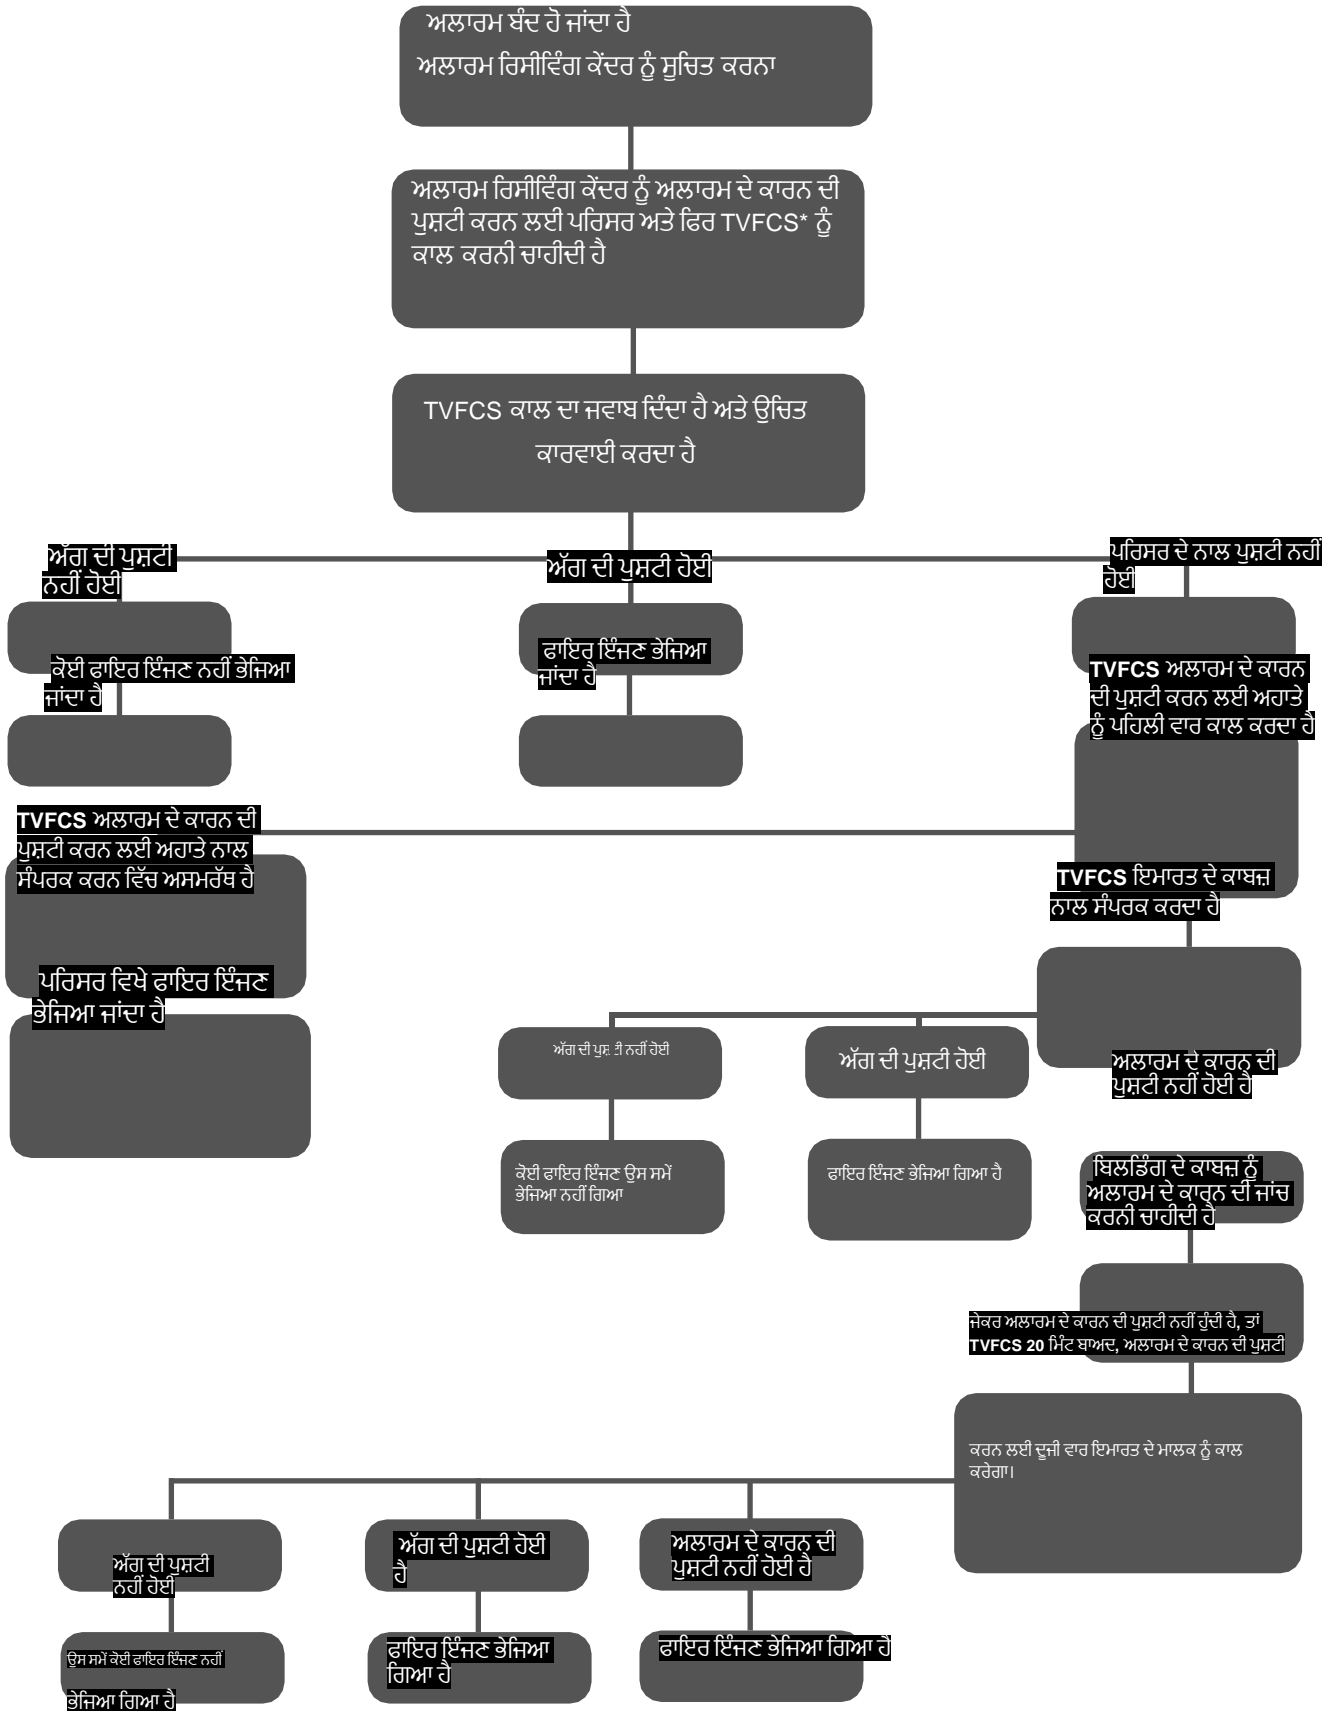 ਅਲਾਰਮ ਬੰਦ ਹੋ ਜਾਂਦਾ ਹੈ
ਅਲਾਰਮ ਰਿਸੀਵਿੰਗ ਕੇਂਦਰ ਨੂੰ ਸੂਚਿਤ ਕਰਨਾ
ਅਲਾਰਮ ਰਿਸੀਵਿੰਗ ਕੇਂਦਰ ਨੂੰ ਅਲਾਰਮ ਦੇ ਕਾਰਨ ਦੀ
ਪੁਸ਼ਟੀ ਕਰਨ ਲਈ ਪਰਿਸਰ ਅਤੇ ਫਿਰ TVFCS* ਨੂੰ
ਕਾਲ ਕਰਨੀ ਚਾਹੀਦੀ ਹੈ
TVFCS ਕਾਲ ਦਾ ਜਵਾਬ ਦਿੰਦਾ ਹੈ ਅਤੇ ਉਚਿਤ
ਕਾਰਵਾਈ ਕਰਦਾ ਹੈ
ਅੱਗ ਦੀ ਪੁਸ਼ਟੀ
ਨਹੀਂ ਹੋਈ
ਅੱਗ ਦੀ ਪੁਸ਼ਟੀ ਹੋਈ
ਪਰਿਸਰ ਦੇ ਨਾਲ ਪੁਸ਼ਟੀ ਨਹੀਂ
ਹੋਈ
ਕੋਈ ਫਾਇਰ ਇੰਜਣ ਨਹੀਂ ਭੇਜਿਆ
ਜਾਂਦਾ ਹੈ
ਫਾਇਰ ਇੰਜਣ ਭੇਜਿਆ
ਜਾਂਦਾ ਹੈ
TVFCS ਅਲਾਰਮ ਦੇ ਕਾਰਨ
ਦੀ ਪੁਸ਼ਟੀ ਕਰਨ ਲਈ ਅਹਾਤੇ
ਨੂੰ ਪਹਿਲੀ ਵਾਰ ਕਾਲ ਕਰਦਾ ਹੈ
TVFCS ਅਲਾਰਮ ਦੇ ਕਾਰਨ ਦੀ
ਪੁਸ਼ਟੀ ਕਰਨ ਲਈ ਅਹਾਤੇ ਨਾਲ
ਸੰਪਰਕ ਕਰਨ ਵਿੱਚ ਅਸਮਰੱਥ ਹੈ
TVFCS ਇਮਾਰਤ ਦੇ ਕਾਬਜ਼
ਨਾਲ ਸੰਪਰਕ ਕਰਦਾ ਹੈ
ਪਰਿਸਰ ਵਿਖੇ ਫਾਇਰ ਇੰਜਣ
ਭੇਜਿਆ ਜਾਂਦਾ ਹੈ
ਅੱਗ ਦੀ ਪੁਸ਼ਟੀ ਨਹੀਂ ਹੋਈ
ਅੱਗ ਦੀ ਪੁਸ਼ਟੀ ਹੋਈ
ਅਲਾਰਮ ਦੇ ਕਾਰਨ ਦੀ
ਪੁਸ਼ਟੀ ਨਹੀਂ ਹੋਈ ਹੈ
ਕੋਈ ਫਾਇਰ ਇੰਜਣ ਉਸ ਸਮੇਂ
ਭੇਜਿਆ ਨਹੀਂ ਗਿਆ
ਫਾਇਰ ਇੰਜਣ ਭੇਜਿਆ ਗਿਆ ਹੈ
ਬਿਲਡਿੰਗ ਦੇ ਕਾਬਜ਼ ਨੂੰ
ਅਲਾਰਮ ਦੇ ਕਾਰਨ ਦੀ ਜਾਂਚ
ਕਰਨੀ ਚਾਹੀਦੀ ਹੈ
ਜੇਕਰ ਅਲਾਰਮ ਦੇ ਕਾਰਨ ਦੀ ਪੁਸ਼ਟੀ ਨਹੀਂ ਹੁੰਦੀ ਹੈ, ਤਾਂ
TVFCS 20 ਮਿੰਟ ਬਾਅਦ, ਅਲਾਰਮ ਦੇ ਕਾਰਨ ਦੀ ਪੁਸ਼ਟੀ
ਕਰਨ ਲਈ ਦੂਜੀ ਵਾਰ ਇਮਾਰਤ ਦੇ ਮਾਲਕ ਨੂੰ ਕਾਲ
ਕਰੇਗਾ।
ਅੱਗ ਦੀ ਪੁਸ਼ਟੀ
ਨਹੀਂ ਹੋਈ
ਅੱਗ ਦੀ ਪੁਸ਼ਟੀ ਹੋਈ
ਹੈ
ਅਲਾਰਮ ਦੇ ਕਾਰਨ ਦੀ
ਪੁਸ਼ਟੀ ਨਹੀਂ ਹੋਈ ਹੈ
ਉਸ ਸਮੇਂ ਕੋਈ ਫਾਇਰ ਇੰਜਣ ਨਹੀਂ
ਭੇਜਿਆ ਗਿਆ ਹੈ
ਫਾਇਰ ਇੰਜਣ ਭੇਜਿਆ
ਗਿਆ ਹੈ
ਫਾਇਰ ਇੰਜਣ ਭੇਜਿਆ ਗਿਆ ਹੈ